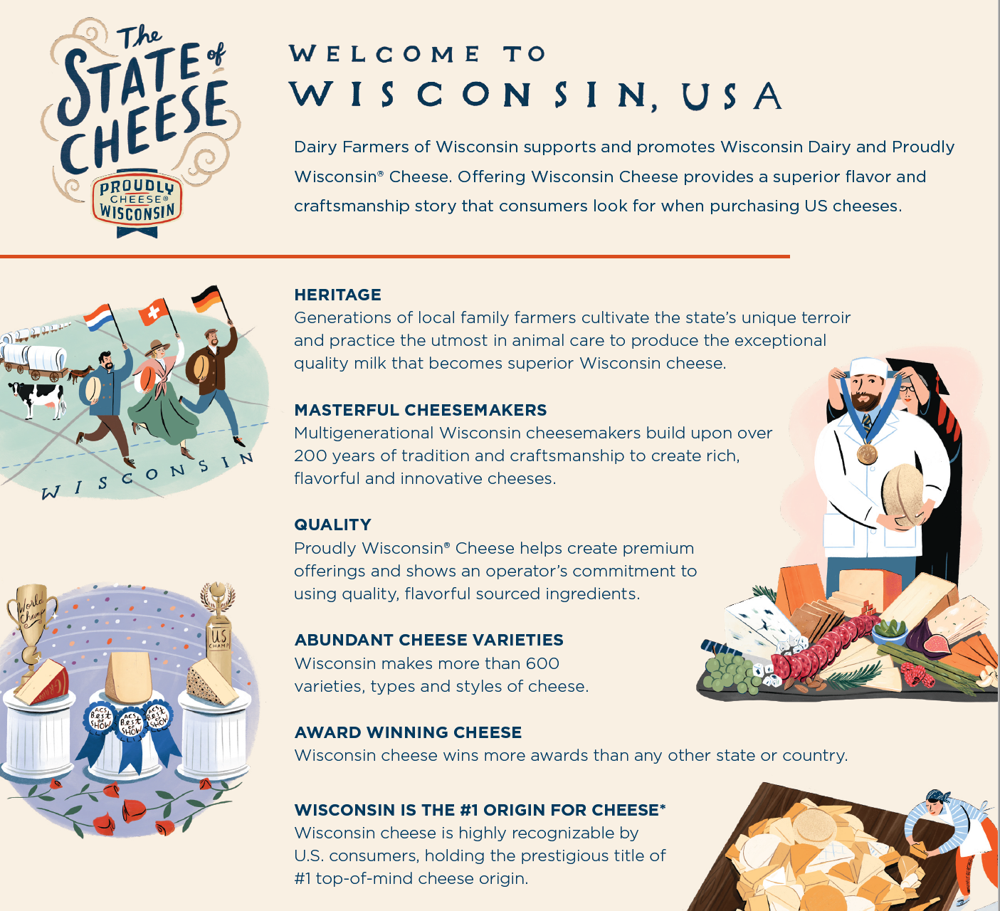 The
STATE of
CHEESE
PROUDLY
CHEESE®
WISCONSIN
WELCOME TO
WISCONSIN, USA
Dairy Farmers of Wisconsin supports and promotes Wisconsin Dairy and Proudly
Wisconsin® Cheese. Offering Wisconsin Cheese provides a superior flavor and
craftsmanship story that consumers look for when purchasing US cheeses.
HERITAGE
Generations of local family farmers cultivate the state's unique terroir
and practice the utmost in animal care to produce the exceptional
quality milk that becomes superior Wisconsin cheese.
WISCONSIN
MASTERFUL CHEESEMAKERS
Multigenerational Wisconsin cheesemakers build upon over
200 years of tradition and craftsmanship to create rich,
flavorful and innovative cheeses.
QUALITY
Proudly Wisconsin® Cheese helps create premium
offerings and shows an operator's commitment to
using quality, flavorful sourced ingredients.
World
Champ
U.S
CHAMP
ACS
Best
OF
SHOW
ACS
Best
OF
SHOW
ACS
Best
OF
SHOW
ABUNDANT CHEESE VARIETIES
Wisconsin makes more than 600
varieties, types and styles of cheese.
AWARD WINNING CHEESE
Wisconsin cheese wins more awards than any other state or country.
WISCONSIN IS THE #1 ORIGIN FOR CHEESE*
Wisconsin cheese is highly recognizable by
U.S. consumers, holding the prestigious title of
#1 top-of-mind cheese origin.